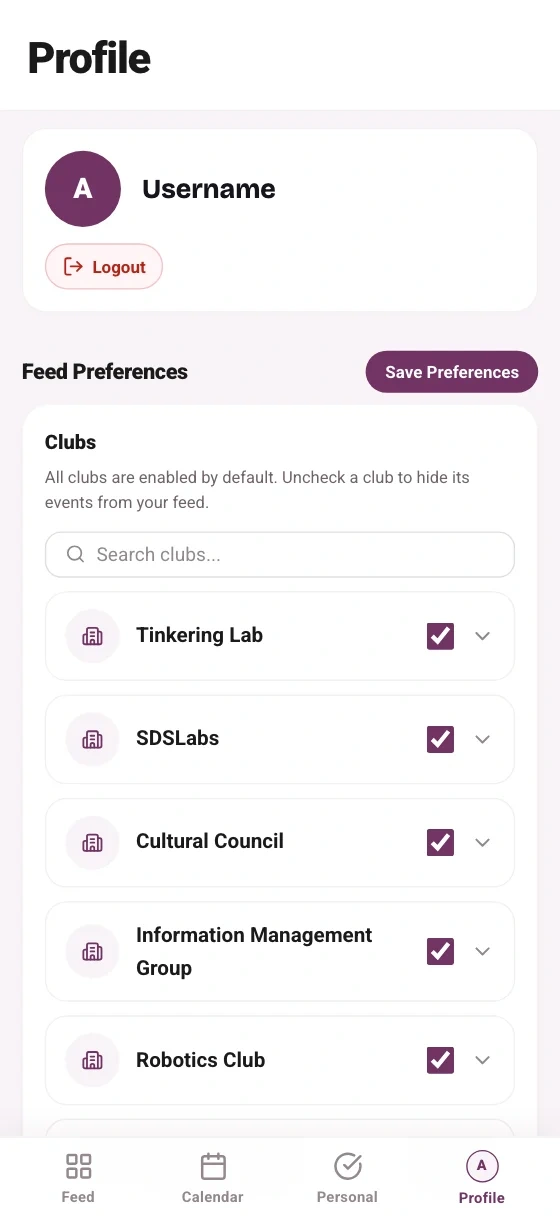 Profile
A
Username
Logout
Feed Preferences
Save Preferences
Clubs
All clubs are enabled by default. Uncheck a club to hide its
events from your feed.
Search clubs...
Tinkering Lab
SDSLabs
Cultural Council
Information Management
Group
Robotics Club
Feed
Calendar
Personal
A
Profile